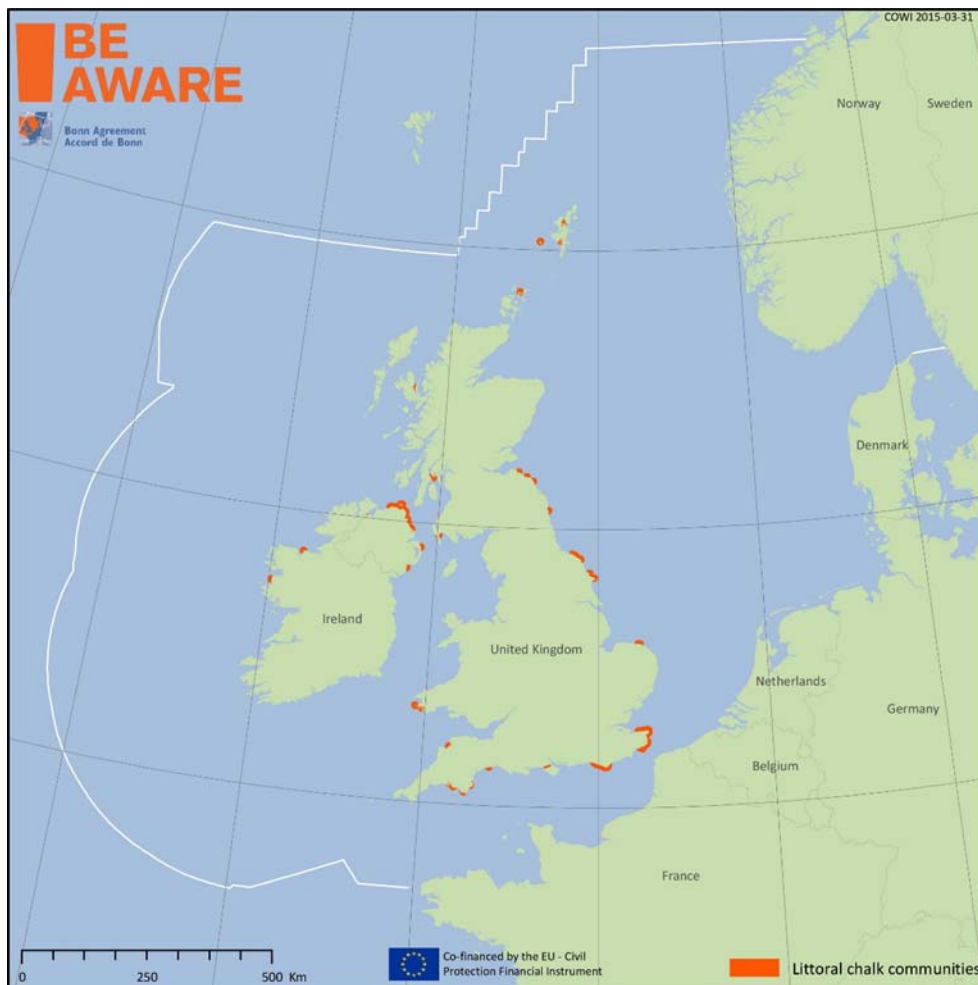 COWI 2015-03-31
BE
AWARE
Bonn Agreement
Accord de Bonn
Norway
Sweden
Denmark
Ireland
United Kingdom
Netherlands
Germany
Belgium
France
0
250
500
Km
Co-financed by the EU - Civil
Protection Financial Instrument
Littoral chalk communities